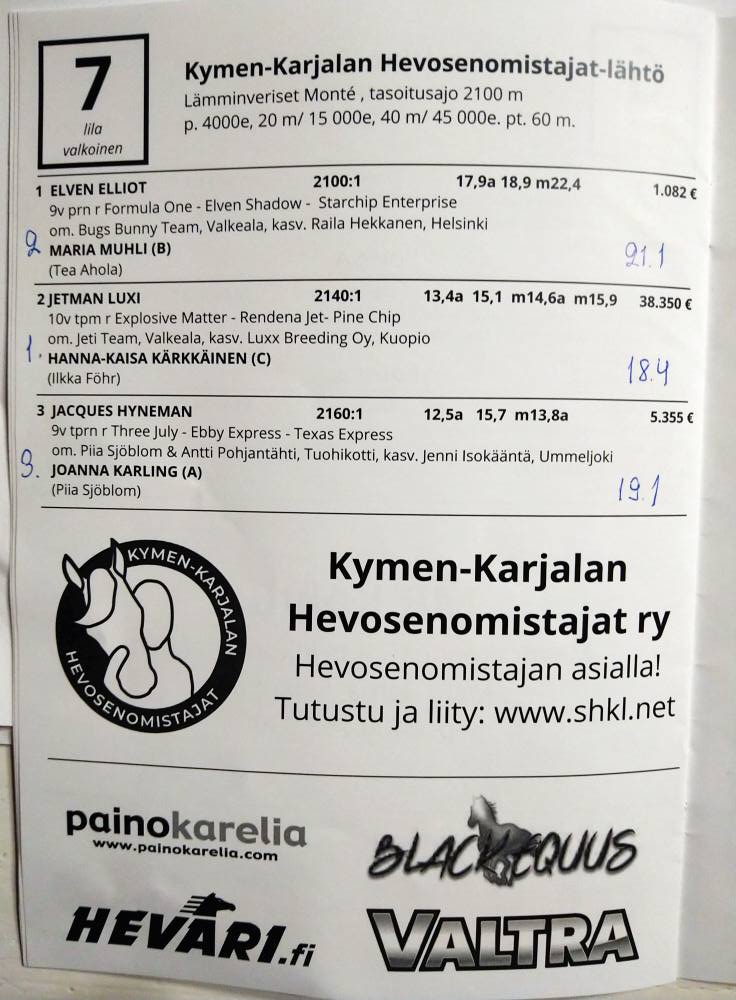 7
lila
valkoinen
Kymen-Karjalan Hevosenomistajat-lähtö
Lämminveriset Monté , tasoitusajo 2100 m
p. 4000e, 20 m/ 15 000e, 40 m/ 45 000e. pt. 60 m.
1 ELVEN ELLIOT 2100:1 17,9a 18,9 m22,4 1.082 €
9v prn r Formula One - Elven Shadow - Starchip Enterprise
om. Bugs Bunny Team, Valkeala, kasv. Raila Hekkanen, Helsinki
2 MARIA MUHLI (B) 21.1
(Tea Ahola)
2 JETMAN LUXI 2140:1 13,4a 15,1 m14,6a m15,9 38.350 €
10v tpm r Explosive Matter - Rendena Jet- Pine Chip
om. Jeti Team, Valkeala, kasv. Luxx Breeding Oy, Kuopio
1. HANNA-KAISA KÄRKKÄINEN (C) 18.4
(Ilkka Föhr)
3 JACQUES HYNEMAN 2160:1 12,5a 15,7 m13,8a 5.355 €
9v tprn r Three July - Ebby Express - Texas Express
om. Piia Sjöblom & Antti Pohjantähti, Tuohikotti, kasv. Jenni Isokääntä, Ummeljoki
3. JOANNA KARLING (A) 19.1
(Piia Sjöblom)
KYMEN-KARJALAN
HEVOSENOMISTAJAT
Kymen-Karjalan
Hevosenomistajat ry
Hevosenomistajan asialla!
Tutustu ja liity: www.shkl.net
painokarelia
www.painokarelia.com
BLACK EQUUS
HEVARI.fi
VALTRA